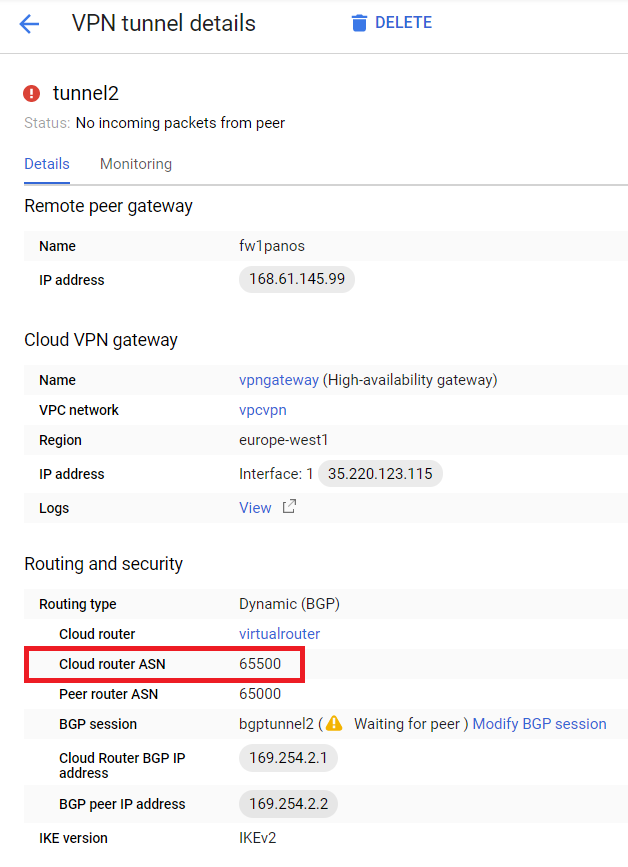 VPN tunnel details DELETE
tunnel2
Status: No incoming packets from peer
Details Monitoring
Remote peer gateway
Name fw1panos
IP address 168.61.145.99
Cloud VPN gateway
Name vpngateway (High-availability gateway)
VPC network vpcvpn
Region europe-west1
IP address Interface: 1 35.220.123.115
Logs View
Routing and security
Routing type Dynamic (BGP)
Cloud router virtualrouter
Cloud router ASN 65500
Peer router ASN 65000
BGP session bgptunnel2 ( Waiting for peer ) Modify BGP session
Cloud Router BGP IP 169.254.2.1
address
BGP peer IP address 169.254.2.2
IKE version IKEv2